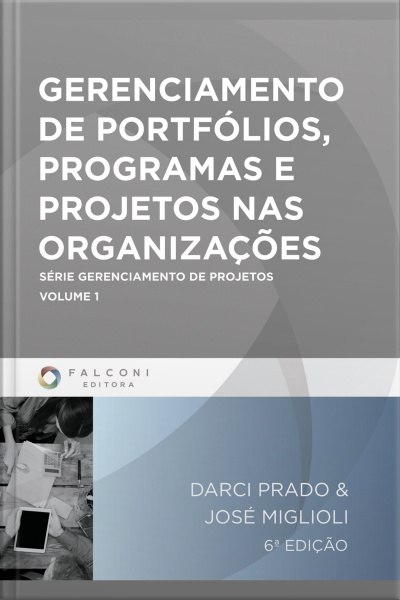 GERENCIAMENTO
DE PORTFÓLIOS,
PROGRAMAS E
PROJETOS NAS
ORGANIZAÇÕES
SÉRIE GERENCIAMENTO DE PROJETOS
VOLUME 1
FALCONI
EDITORA
DARCI PRADO &
JOSÉ MIGLIOLI
6ª EDIÇÃO